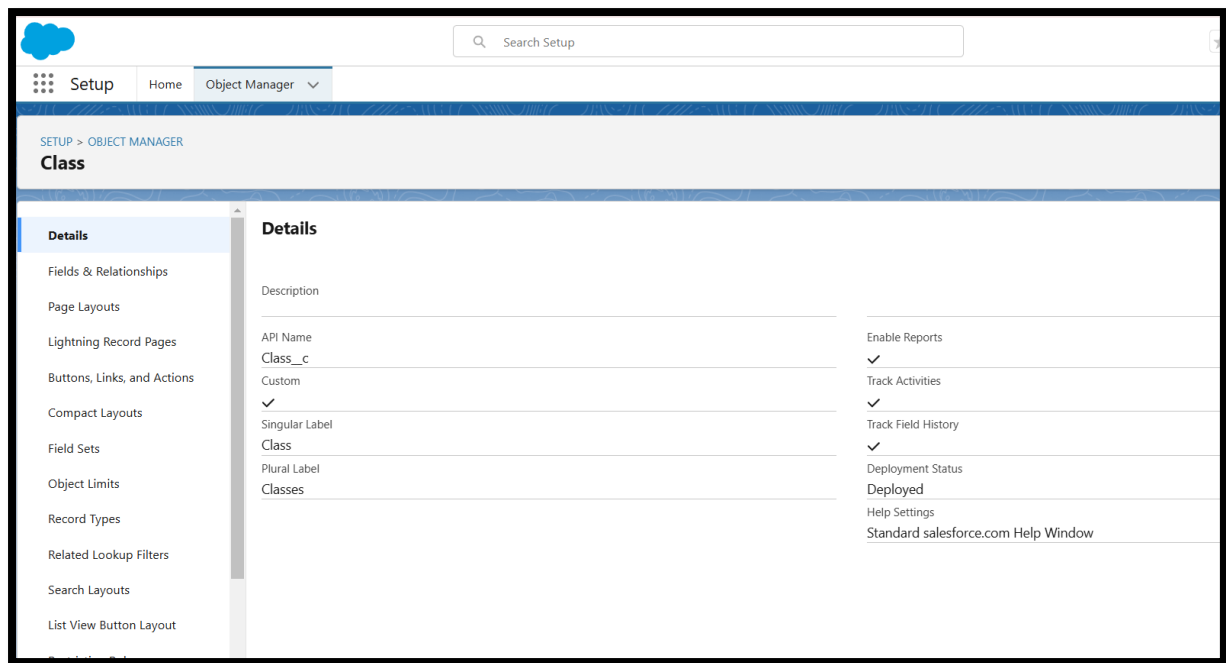 Search Setup
Setup Home Object Manager
SETUP > OBJECT MANAGER
Class
Details
Fields & Relationships
Page Layouts
Lightning Record Pages
Buttons, Links, and Actions
Compact Layouts
Field Sets
Object Limits
Record Types
Related Lookup Filters
Search Layouts
List View Button Layout
Details
Description
API Name
Class__c
Custom
Singular Label
Class
Plural Label
Classes
Enable Reports
Track Activities
Track Field History
Deployment Status
Deployed
Help Settings
Standard salesforce.com Help Window